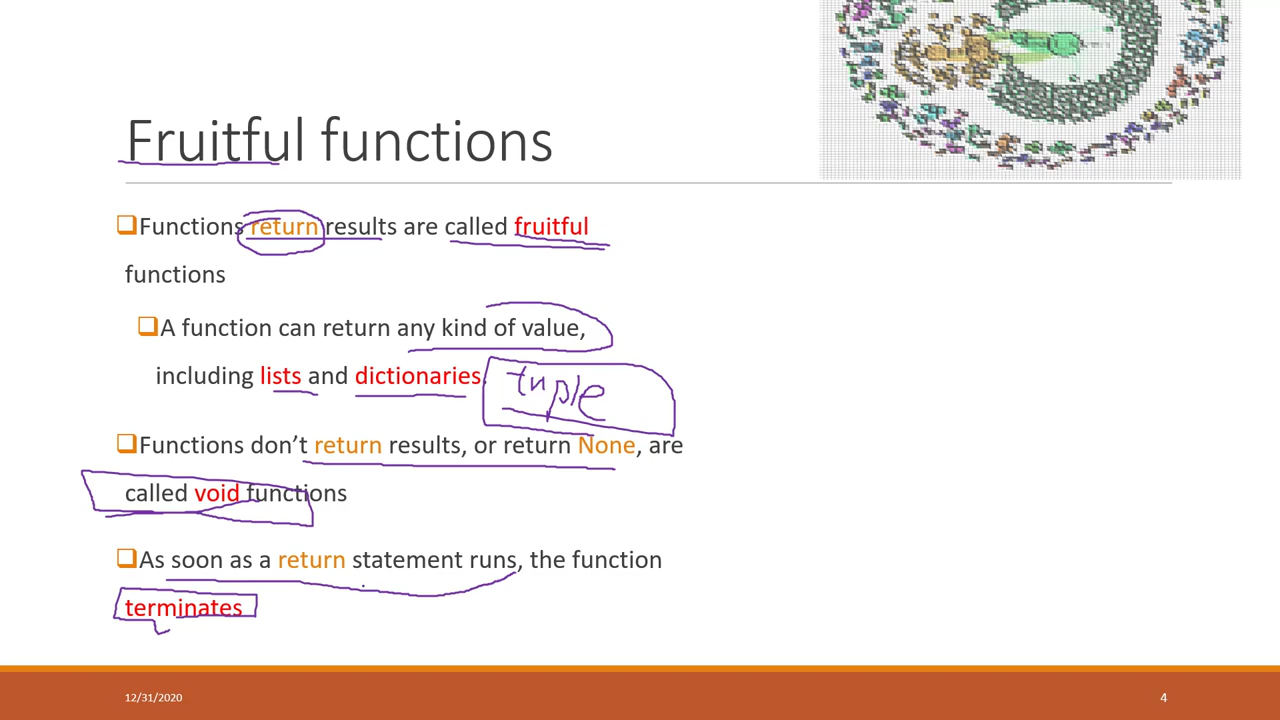 Fruitful functions
Functions return results are called fruitful
functions
A function can return any kind of value,
including lists and dictionaries.
tuple
Functions don't return results, or return None, are
called void functions
As soon as a return statement runs, the function
terminates
12/31/2020
4